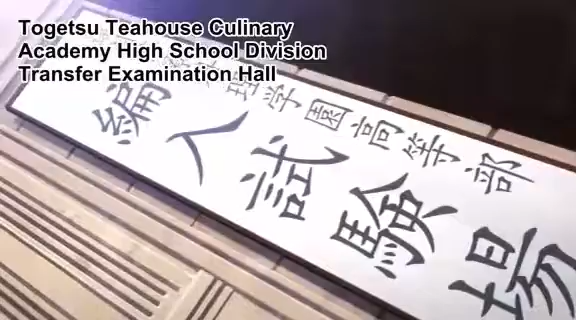 Togetsu Teahouse Culinary
Academy High School Division
Transfer Examination Hall
理学園高等部
編入試験場